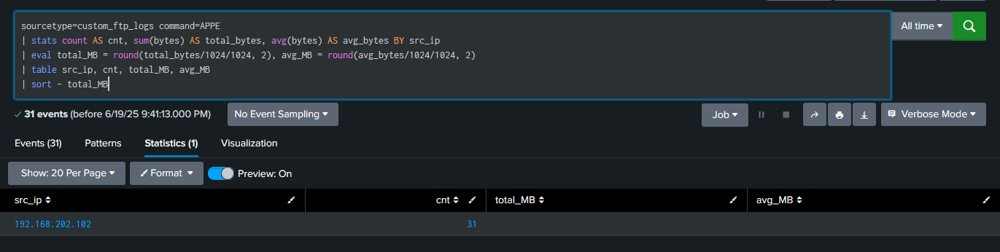 sourcetype=custom_ftp_logs command=APPE
| stats count AS cnt, sum(bytes) AS total_bytes, avg(bytes) AS avg_bytes BY src_ip
| eval total_MB = round(total_bytes/1024/1024, 2), avg_MB = round(avg_bytes/1024/1024, 2)
| table src_ip, cnt, total_MB, avg_MB
| sort - total_MB
All time
31 events (before 6/19/25 9:41:13.000 PM)
No Event Sampling
Job
Verbose Mode
Events (31)
Patterns
Statistics (1)
Visualization
Show: 20 Per Page
Format
Preview: On
src_ip
cnt
total_MB
avg_MB
192.168.202.102
31